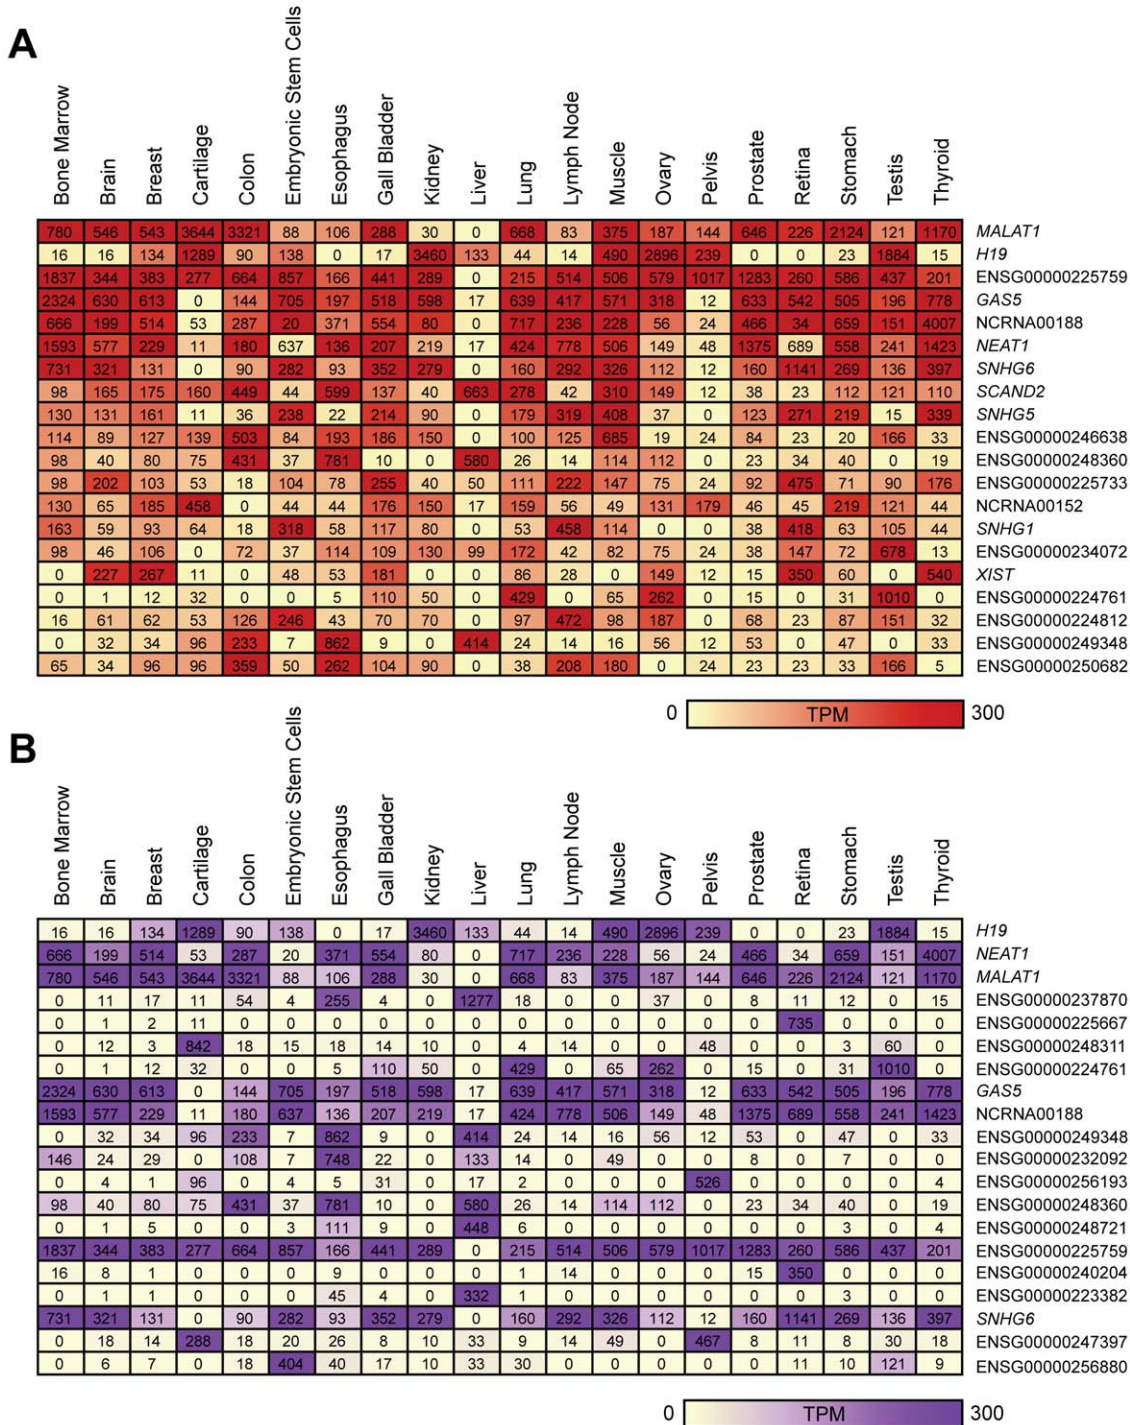 A
Bone Marrow Brain Breast Cartilage Colon Embryonic Stem Cells Esophagus Gall Bladder Kidney Liver Lung Lymph Node Muscle Ovary Pelvis Prostate Retina Stomach Testis Thyroid
780 546 543 3644 3321 88 106 288 30 0 668 83 375 187 144 646 226 2124 121 1170 MALAT1
16 16 134 1289 90 138 0 17 3460 133 44 14 490 2896 239 0 0 23 1884 15 H19
1837 344 383 277 664 857 166 441 289 0 215 514 506 579 1017 1283 260 586 437 201 ENSG00000225759
2324 630 613 0 144 705 197 518 598 17 639 417 571 318 12 633 542 505 196 778 GAS5
666 199 514 53 287 20 371 554 80 0 717 236 228 56 24 466 34 659 151 4007 NCRNA00188
1593 577 229 11 180 637 136 207 219 17 424 778 506 149 48 1375 689 558 241 1423 NEAT1
731 321 131 0 90 282 93 352 279 0 160 292 326 112 12 160 1141 269 136 397 SNHG6
98 165 175 160 449 44 599 137 40 663 278 42 310 149 12 38 23 112 121 110 SCAND2
130 131 161 11 36 238 22 214 90 0 179 319 408 37 0 123 271 219 15 339 SNHG5
114 89 127 139 503 84 193 186 150 0 100 125 685 19 24 84 23 20 166 33 ENSG00000246638
98 40 80 75 431 37 781 10 0 580 26 14 114 112 0 23 34 40 0 19 ENSG00000248360
98 202 103 53 18 104 78 255 40 50 111 222 147 75 24 92 475 71 90 176 ENSG00000225733
130 65 185 458 0 44 44 176 150 17 159 56 49 131 179 46 45 219 121 44 NCRNA00152
163 59 93 64 18 318 58 117 80 0 53 458 114 0 0 38 418 63 105 44 SNHG1
98 46 106 0 72 37 114 109 130 99 172 42 82 75 24 38 147 72 678 13 ENSG00000234072
0 227 267 11 0 48 53 181 0 0 86 28 0 149 12 15 350 60 0 540 XIST
0 1 12 32 0 0 5 110 50 0 429 0 65 262 0 15 0 31 1010 0 ENSG00000224761
16 61 62 53 126 246 43 70 70 0 97 472 98 187 0 68 23 87 151 32 ENSG00000224812
0 32 34 96 233 7 862 9 0 414 24 14 16 56 12 53 0 47 0 33 ENSG00000249348
65 34 96 96 359 50 262 104 90 0 38 208 180 0 24 23 23 33 166 5 ENSG00000250682
0 TPM 300
B
Bone Marrow Brain Breast Cartilage Colon Embryonic Stem Cells Esophagus Gall Bladder Kidney Liver Lung Lymph Node Muscle Ovary Pelvis Prostate Retina Stomach Testis Thyroid
16 16 134 1289 90 138 0 17 3460 133 44 14 490 2896 239 0 0 23 1884 15 H19
666 199 514 53 287 20 371 554 80 0 717 236 228 56 24 466 34 659 151 4007 NEAT1
780 546 543 3644 3321 88 106 288 30 0 668 83 375 187 144 646 226 2124 121 1170 MALAT1
0 11 17 11 54 4 255 4 0 1277 18 0 0 37 0 8 11 12 0 15 ENSG00000237870
0 1 2 11 0 0 0 0 0 0 0 0 0 0 0 0 735 0 0 0 ENSG00000225667
0 12 3 842 18 15 18 14 10 0 4 14 0 0 48 0 0 3 60 0 ENSG00000248311
0 1 12 32 0 0 5 110 50 0 429 0 65 262 0 15 0 31 1010 0 ENSG00000224761
2324 630 613 0 144 705 197 518 598 17 639 417 571 318 12 633 542 505 196 778 GAS5
1593 577 229 11 180 637 136 207 219 17 424 778 506 149 48 1375 689 558 241 1423 NCRNA00188
0 32 34 96 233 7 862 9 0 414 24 14 16 56 12 53 0 47 0 33 ENSG00000249348
146 24 29 0 108 7 748 22 0 133 14 0 49 0 0 8 0 7 0 0 ENSG00000232092
0 4 1 96 0 4 5 31 0 17 2 0 0 0 526 0 0 0 0 4 ENSG00000256193
98 40 80 75 431 37 781 10 0 580 26 14 114 112 0 23 34 40 0 19 ENSG00000248360
0 1 5 0 0 3 111 9 0 448 6 0 0 0 0 0 0 3 0 4 ENSG00000248721
1837 344 383 277 664 857 166 441 289 0 215 514 506 579 1017 1283 260 586 437 201 ENSG00000225759
16 8 1 0 0 0 9 0 0 0 1 14 0 0 0 15 350 0 0 0 ENSG00000240204
0 1 1 0 0 0 45 4 0 332 1 0 0 0 0 0 0 3 0 0 ENSG00000223382
731 321 131 0 90 282 93 352 279 0 160 292 326 112 12 160 1141 269 136 397 SNHG6
0 18 14 288 18 20 26 8 10 33 9 14 49 0 467 8 11 8 30 18 ENSG00000247397
0 6 7 0 18 404 40 17 10 33 30 0 0 0 0 0 11 10 121 9 ENSG00000256880
0 TPM 300